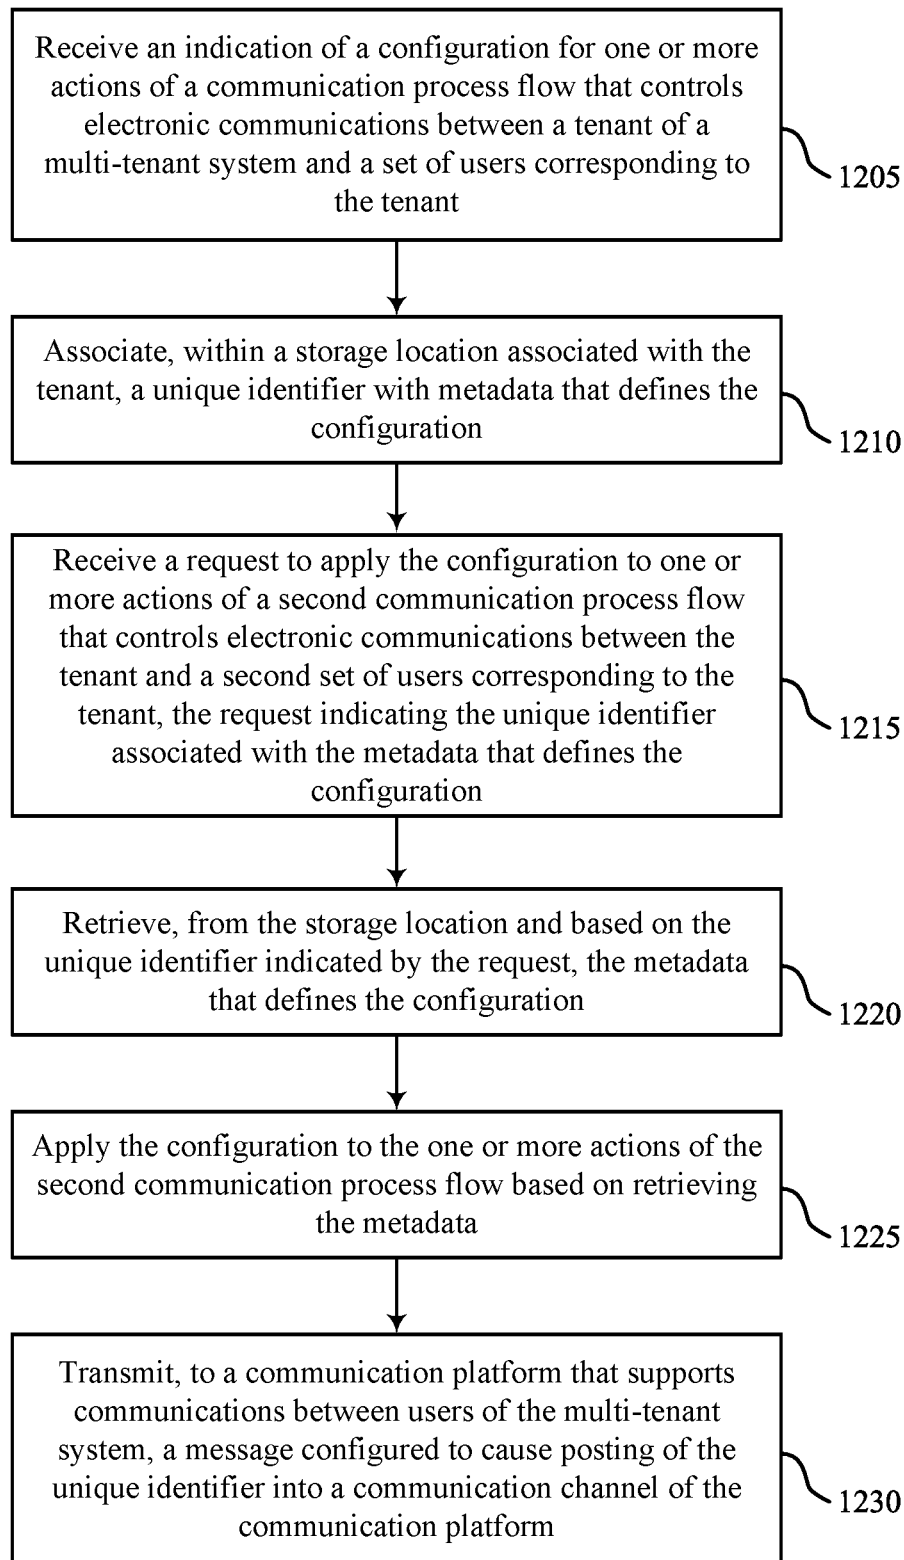 Receive an indication of a configuration for one or more
actions of a communication process flow that controls
electronic communications between a tenant of a
multi-tenant system and a set of users corresponding to
the tenant
1205
Associate, within a storage location associated with the
tenant, a unique identifier with metadata that defines the
configuration
1210
Receive a request to apply the configuration to one or
more actions of a second communication process flow
that controls electronic communications between the
tenant and a second set of users corresponding to the
tenant, the request indicating the unique identifier
associated with the metadata that defines the
configuration
1215
Retrieve, from the storage location and based on the
unique identifier indicated by the request, the metadata
that defines the configuration
1220
Apply the configuration to the one or more actions of the
second communication process flow based on retrieving
the metadata
1225
Transmit, to a communication platform that supports
communications between users of the multi-tenant
system, a message configured to cause posting of the
unique identifier into a communication channel of the
communication platform
1230